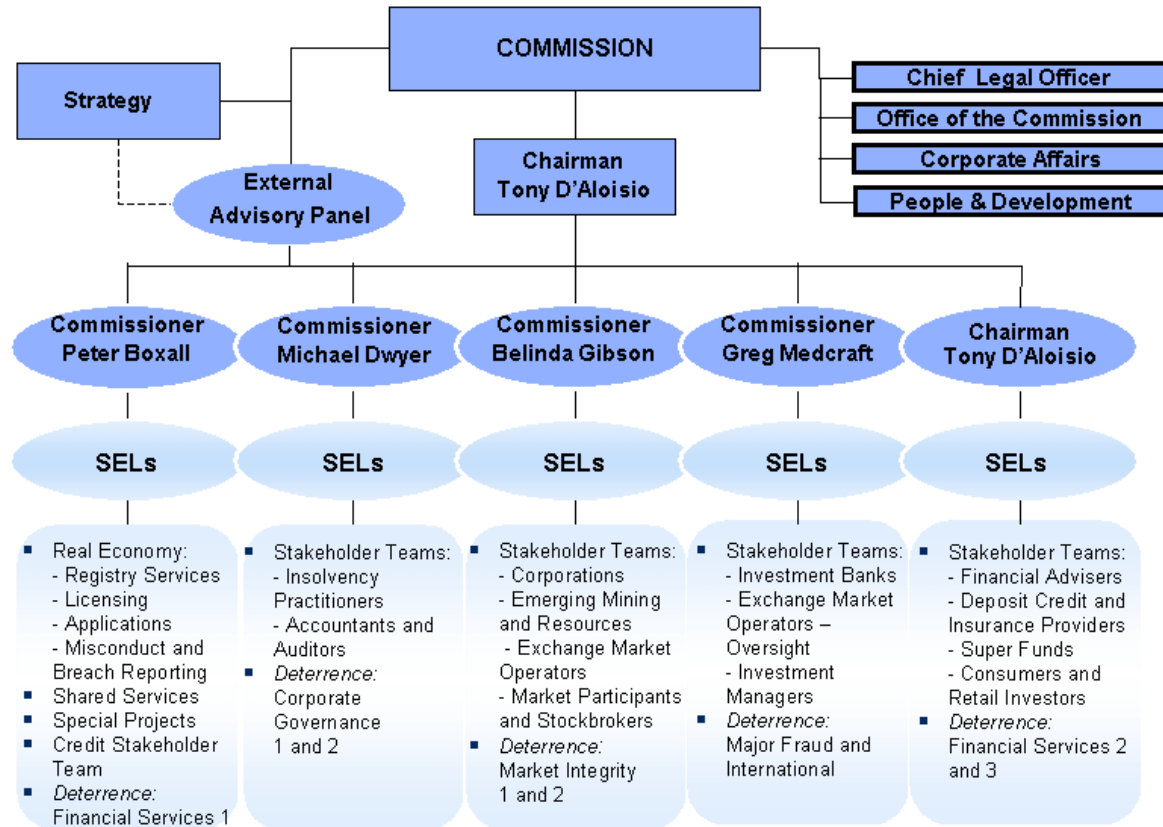 COMMISSION
Strategy
Chief Legal Officer
Office of the Commission
Corporate Affairs
People & Development
External
Advisory Panel
Chairman
Tony D'Aloisio
Commissioner
Peter Boxall
Commissioner
Michael Dwyer
Commissioner
Belinda Gibson
Commissioner
Greg Medcraft
Chairman
Tony D'Aloisio
SELs
SELs
SELs
SELs
SELs
▪ Real Economy:
- Registry Services
- Licensing
- Applications
- Misconduct and
Breach Reporting
▪ Shared Services
▪ Special Projects
▪ Credit Stakeholder
Team
▪ Deterrence:
Financial Services 1
▪ Stakeholder Teams:
- Insolvency
Practitioners
- Accountants and
Auditors
▪ Deterrence:
Corporate
Governance
1 and 2
▪ Stakeholder Teams:
- Corporations
- Emerging Mining
and Resources
- Exchange Market
Operators
- Market Participants
and Stockbrokers
▪ Deterrence:
Market Integrity
1 and 2
▪ Stakeholder Teams:
- Investment Banks
- Exchange Market
Operators –
Oversight
- Investment
Managers
▪ Deterrence:
Major Fraud and
International
▪ Stakeholder Teams:
- Financial Advisers
- Deposit Credit and
Insurance Providers
- Super Funds
- Consumers and
Retail Investors
▪ Deterrence:
Financial Services 2
and 3